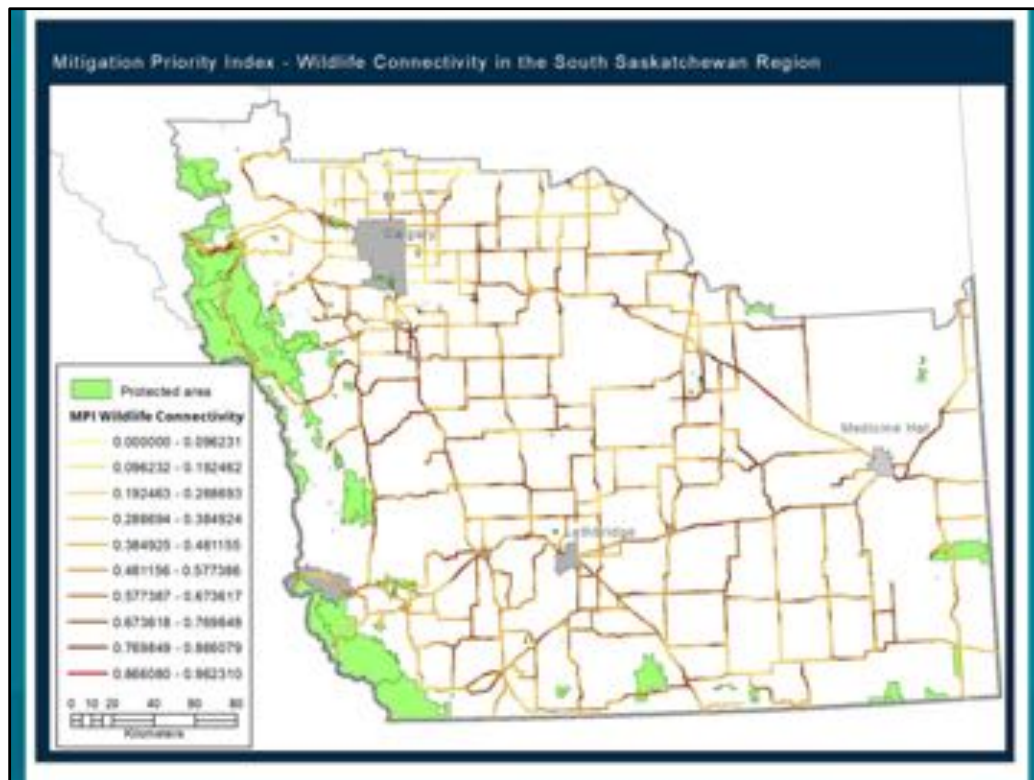 Mitigation Priority Index - Wildlife Connectivity in the South Saskatchewan Region
Calgary
Medicine Hat
Lethbridge
Protected area
MPI Wildlife Connectivity
0.000000 - 0.096231
0.096232 - 0.192462
0.192463 - 0.288693
0.288694 - 0.384924
0.384925 - 0.481155
0.481156 - 0.577386
0.577387 - 0.673617
0.673618 - 0.769848
0.769849 - 0.866079
0.866080 - 0.962310
0 10 20 40 60 80
Kilometers